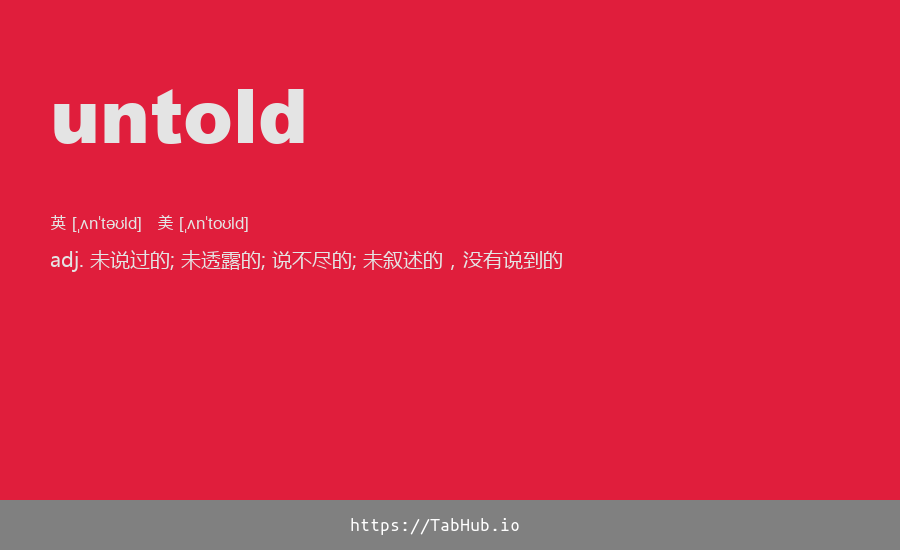 untold
英 [ˌʌnˈtəʊld] 美 [ˌʌnˈtoʊld]
adj. 未说过的; 未透露的; 说不尽的; 未叙述的，没有说到的
https://TabHub.io